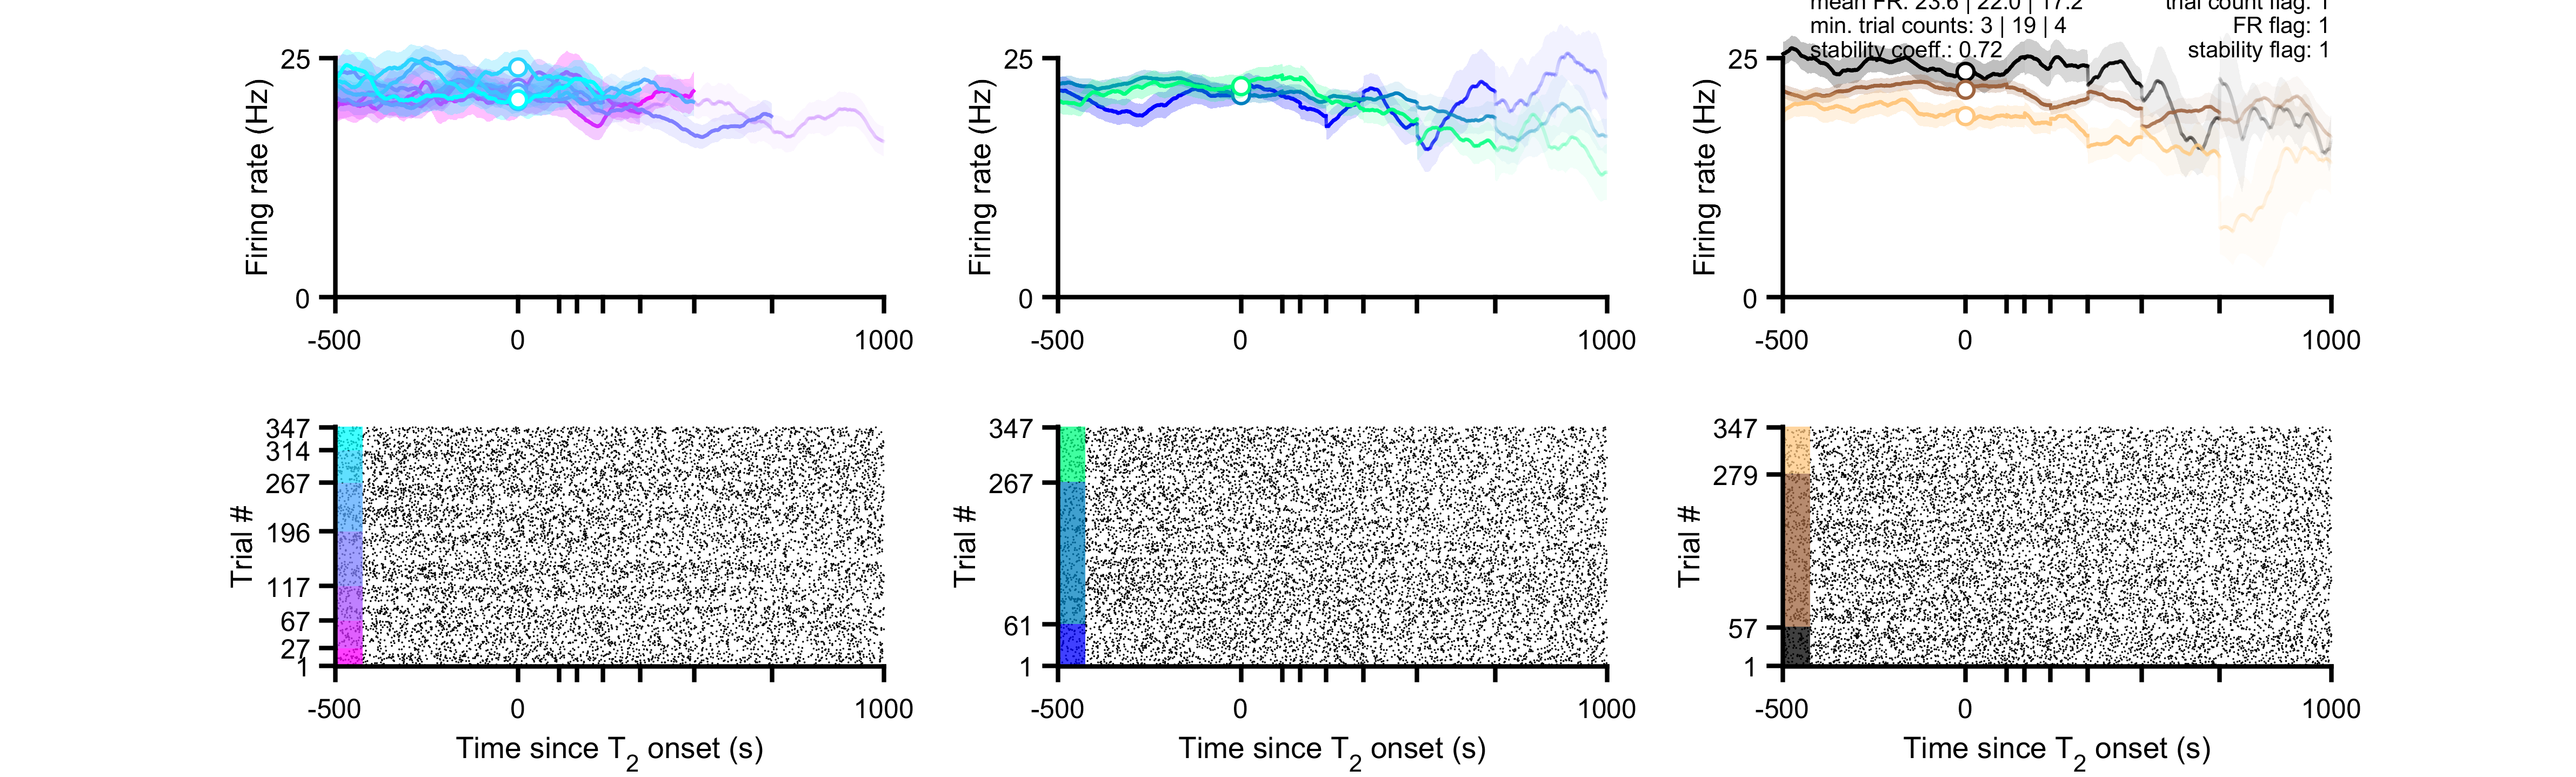 mean FR: 23.6 | 22.0 | 17.2 trial count flag: 1
min. trial counts: 3 | 19 | 4 FR flag: 1
stability coeff.: 0.72 stability flag: 1
25
Firing rate (Hz)
0
-500 0 1000
25
Firing rate (Hz)
0
-500 0 1000
25
Firing rate (Hz)
0
-500 0 1000
347
314
267
196
117
67
27
1
Trial #
-500 0 1000
Time since T2 onset (s)
347
267
61
1
Trial #
-500 0 1000
Time since T2 onset (s)
347
279
57
1
Trial #
-500 0 1000
Time since T2 onset (s)